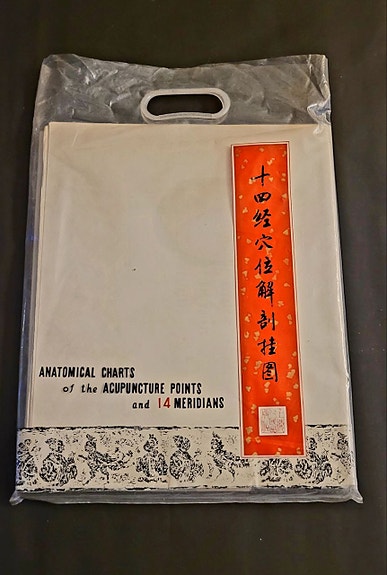 十四经穴位解剖挂图
ANATOMICAL CHARTS
of the ACUPUNCTURE POINTS
and 14 MERIDIANS